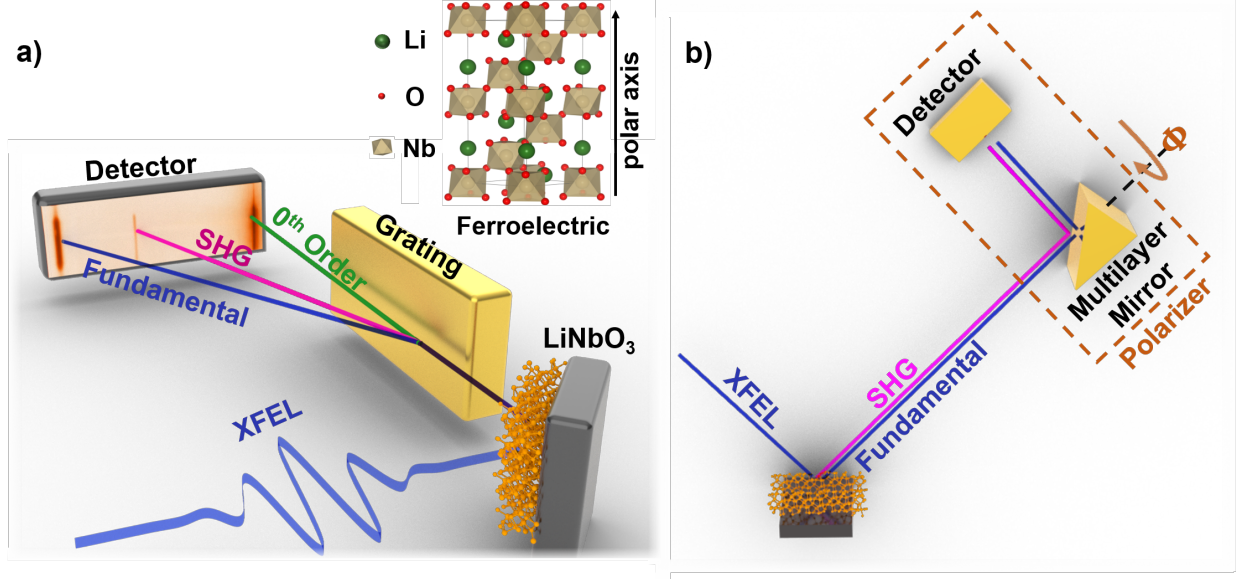 a)
Li
O
Nb
polar axis
Ferroelectric
Detector
0th Order
SHG
Fundamental
Grating
LiNbO3
XFEL
b)
Detector
Φ
Multilayer
Mirror
Polarizer
SHG
Fundamental
XFEL